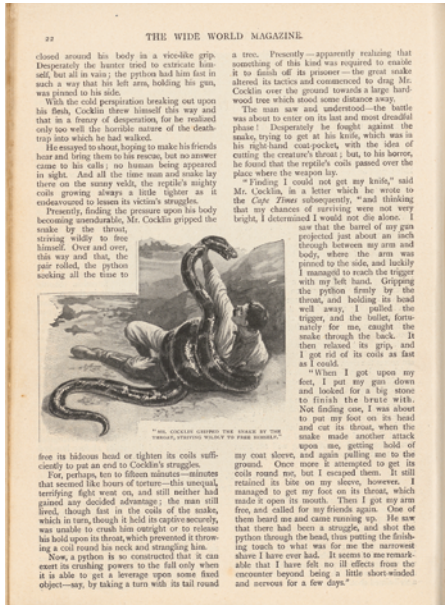 22
THE WIDE WORLD MAGAZINE.
closed around his body in a vice-like grip.
Desperately the hunter tried to extricate him-
self, but all in vain; the python had him fast in
such a way that his left arm, holding his gun,
was pinned to his side.
With the cold perspiration breaking out upon
his flesh, Cocklin threw himself this way and
that in a frenzy of desperation, for he realized
only too well the horrible nature of the death-
trap into which he had walked.
He essayed to shout, hoping to make his friends
hear and bring them to his rescue, but no answer
came to his calls; no human being appeared
in sight. And all the time man and snake lay
there on the sunny veldt, the reptile's mighty
coils growing always a little tighter as it
endeavoured to lessen its victim's struggles.
Presently, finding the pressure upon his body
becoming unendurable, Mr. Cocklin gripped the
snake by the throat,
striving wildly to free
himself. Over and over,
this way and that, the
pair rolled, the python
seeking all the time to
"MR. COCKLIN GRIPPED THE SNAKE BY THE
THROAT, STRIVING WILDLY TO FREE HIMSELF."
free its hideous head or tighten its coils suffi-
ciently to put an end to Cocklin's struggles.
For, perhaps, ten to fifteen minutes—minutes
that seemed like hours of torture—this unequal,
terrifying fight went on, and still neither had
gained any decided advantage; the man still
lived, though fast in the coils of the snake,
which in turn, though it held its captive securely,
was unable to crush him outright or to release
his hold upon its throat, which prevented it throw-
ing a coil round his neck and strangling him.
Now, a python is so constructed that it can
exert its crushing powers to the full only when
it is able to get a leverage upon some fixed
object—say, by taking a turn with its tail round
a tree. Presently—apparently realizing that
something of this kind was required to enable
it to finish off its prisoner—the great snake
altered its tactics and commenced to drag Mr.
Cocklin over the ground towards a large hard-
wood tree which stood some distance away.
The man saw and understood—the battle
was about to enter on its last and most dreadful
phase! Desperately he fought against the
snake, trying to get at his knife, which was in
his right-hand coat-pocket, with the idea of
cutting the creature's throat; but, to his horror,
he found that the reptile's coils passed over the
place where the weapon lay.
"Finding I could not get my knife," said
Mr. Cocklin, in a letter which he wrote to
the Cape Times subsequently, "and thinking
that my chances of surviving were not very
bright, I determined I would not die alone. I
saw that the barrel of my gun
projected just about an inch
through between my arm and
body, where the arm was
pinned to the side, and luckily
I managed to reach the trigger
with my left hand. Gripping
the python firmly by the
throat, and holding its head
well away, I pulled the
trigger, and the bullet, fortu-
nately for me, caught the
snake through the back. It
then relaxed its grip, and
I got rid of its coils as fast
as I could.
"When I got upon my
feet, I put my gun down
and looked for a big stone
to finish the brute with.
Not finding one, I was about
to put my foot on its head
and cut its throat, when the
snake made another attack
upon me, getting hold of
my coat sleeve, and again pulling me to the
ground. Once more it attempted to get its
coils round me, but I escaped them. It still
retained its bite on my sleeve, however. I
managed to get my foot on its throat, which
made it open its mouth. Then I got my arm
free, and called for my friends again. One of
them heard me and came running up. He saw
that there had been a struggle, and shot the
python through the head, thus putting the finish-
ing touch to what was for me the narrowest
shave I have ever had. It seems to me remark-
able that I have felt no ill effects from the
encounter beyond being a little short-winded
and nervous for a few days."